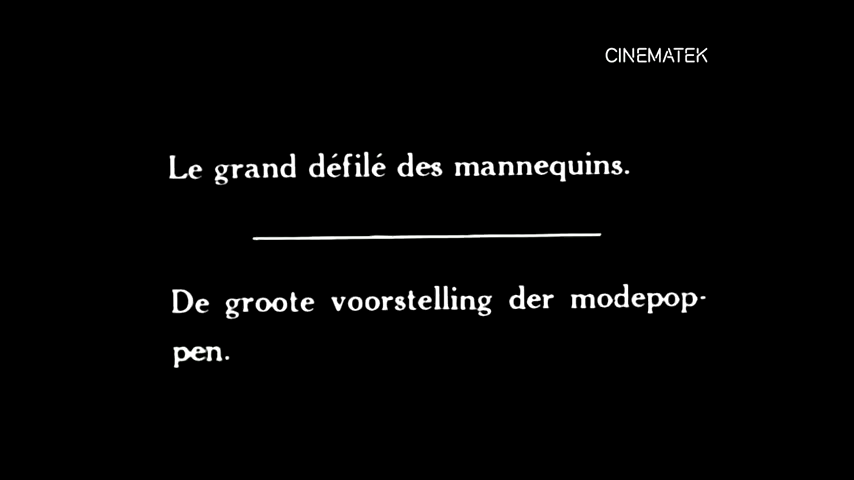 CINEMATEK
Le grand défilé des mannequins.
De groote voorstelling der modepop-
pen.